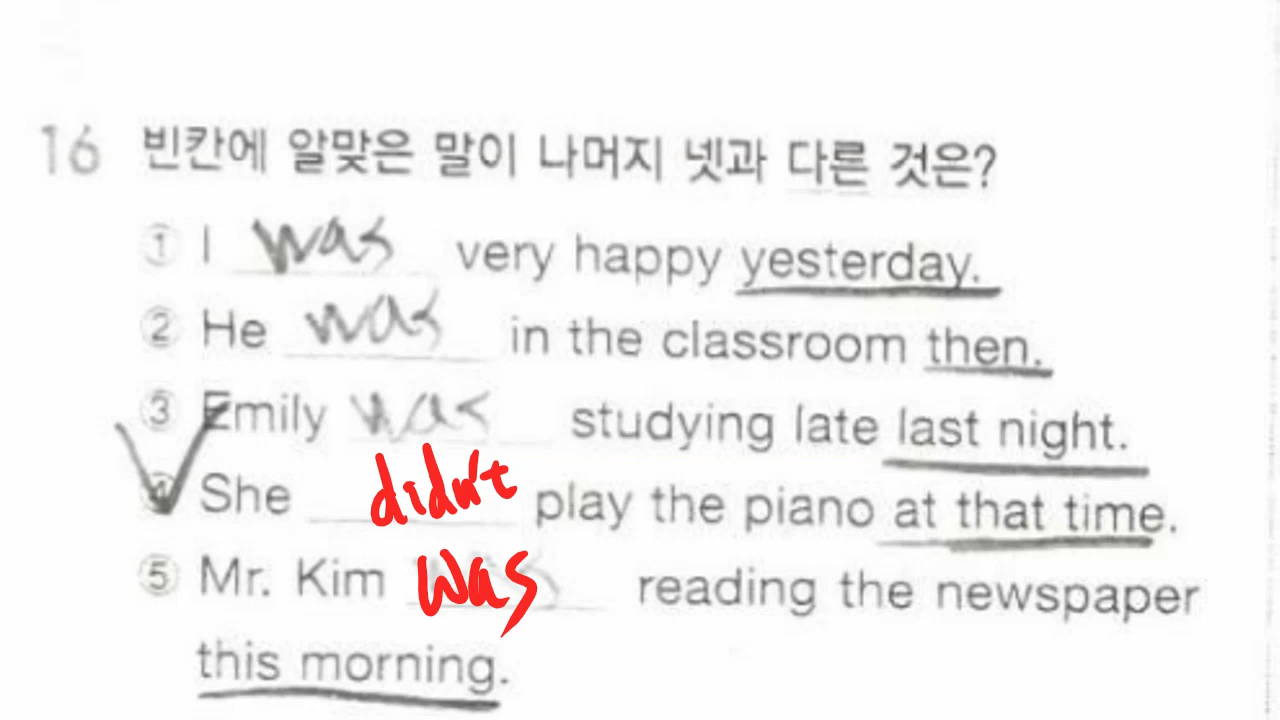 16 빈칸에 알맞은 말이 나머지 넷과 다른 것은?
① I was very happy yesterday.
② He was in the classroom then.
③ Emily was studying late last night.
④ She didn't play the piano at that time.
⑤ Mr. Kim was reading the newspaper
this morning.